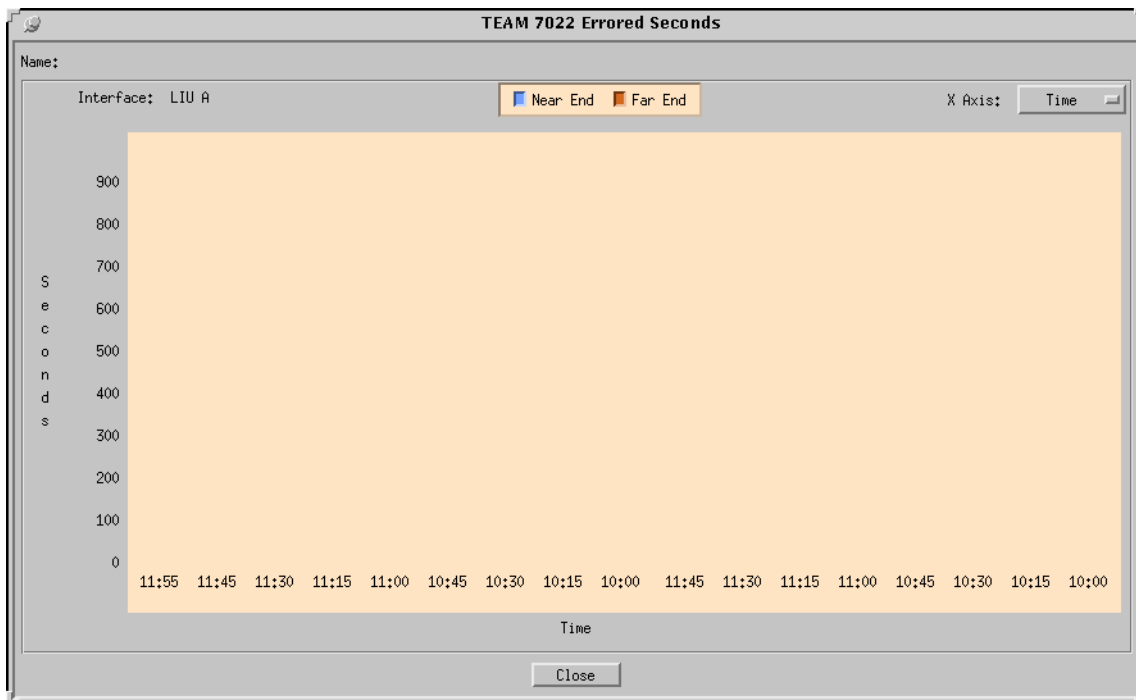 TEAM 7022 Errored Seconds
Name:
Interface: LIU A
Near End Far End
X Axis: Time
900
800
700
600
500
400
300
200
100
0
Seconds
11:55 11:45 11:30 11:15 11:00 10:45 10:30 10:15 10:00 11:45 11:30 11:15 11:00 10:45 10:30 10:15 10:00
Time
Close